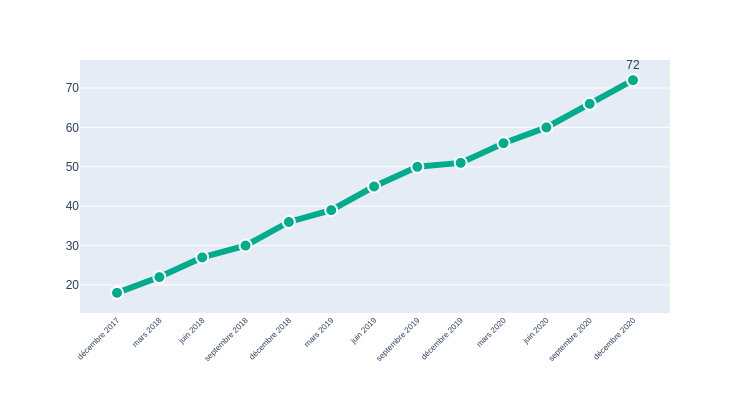 72
70
60
50
40
30
20
décembre 2017
mars 2018
juin 2018
septembre 2018
décembre 2018
mars 2019
juin 2019
septembre 2019
décembre 2019
mars 2020
juin 2020
septembre 2020
décembre 2020